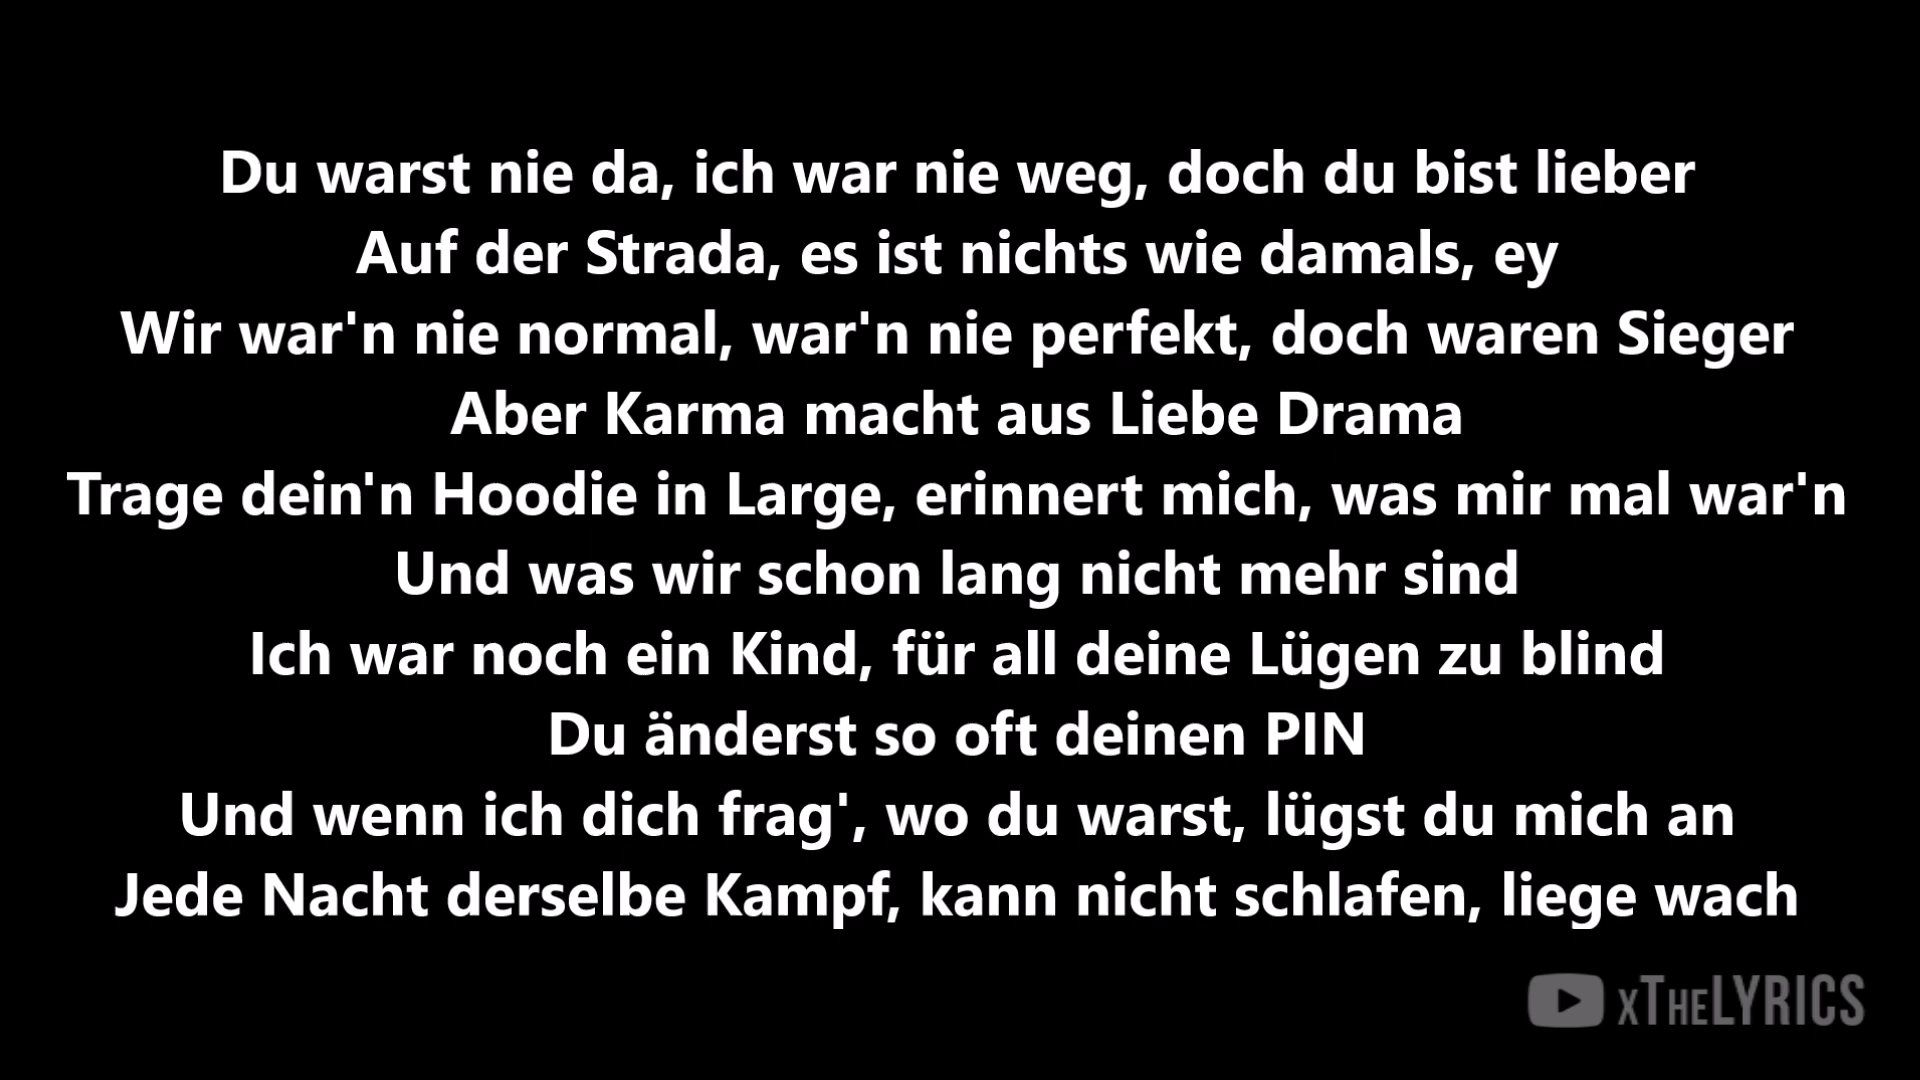 Du warst nie da, ich war nie weg, doch du bist lieber
Auf der Strada, es ist nichts wie damals, ey
Wir war'n nie normal, war'n nie perfekt, doch waren Sieger
Aber Karma macht aus Liebe Drama
Trage dein'n Hoodie in Large, erinnert mich, was mir mal war'n
Und was wir schon lang nicht mehr sind
Ich war noch ein Kind, für all deine Lügen zu blind
Du änderst so oft deinen PIN
Und wenn ich dich frag', wo du warst, lügst du mich an
Jede Nacht derselbe Kampf, kann nicht schlafen, liege wach
xTheLYRICS